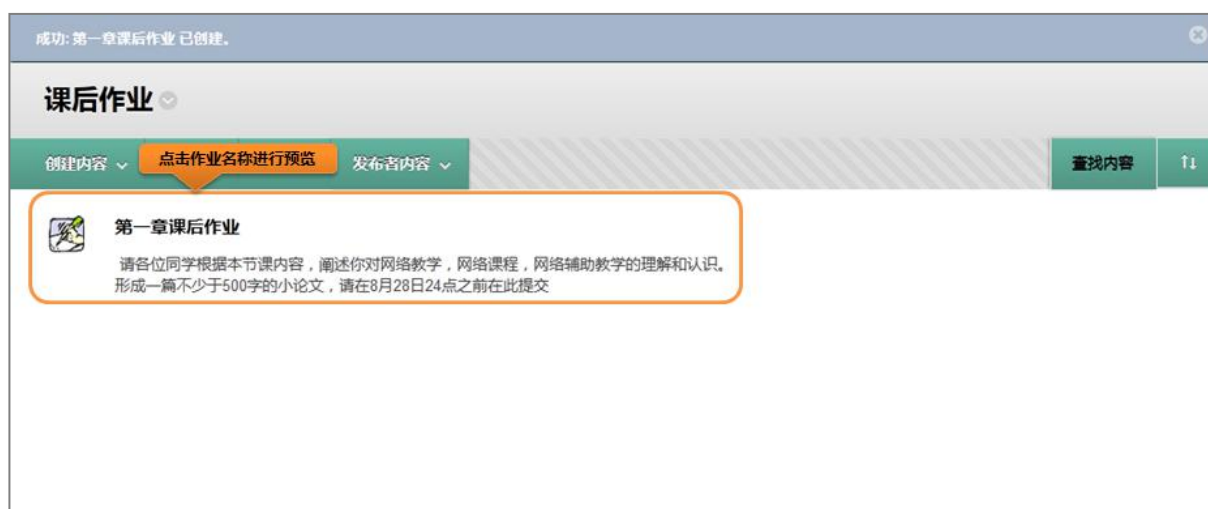 成功: 第一章课后作业 已创建。
课后作业
创建内容 点击作业名称进行预览 发布者内容 查找内容
第一章课后作业
请各位同学根据本节课内容，阐述你对网络教学，网络课程，网络辅助教学的理解和认识。
形成一篇不少于500字的小论文，请在8月28日24点之前在此提交